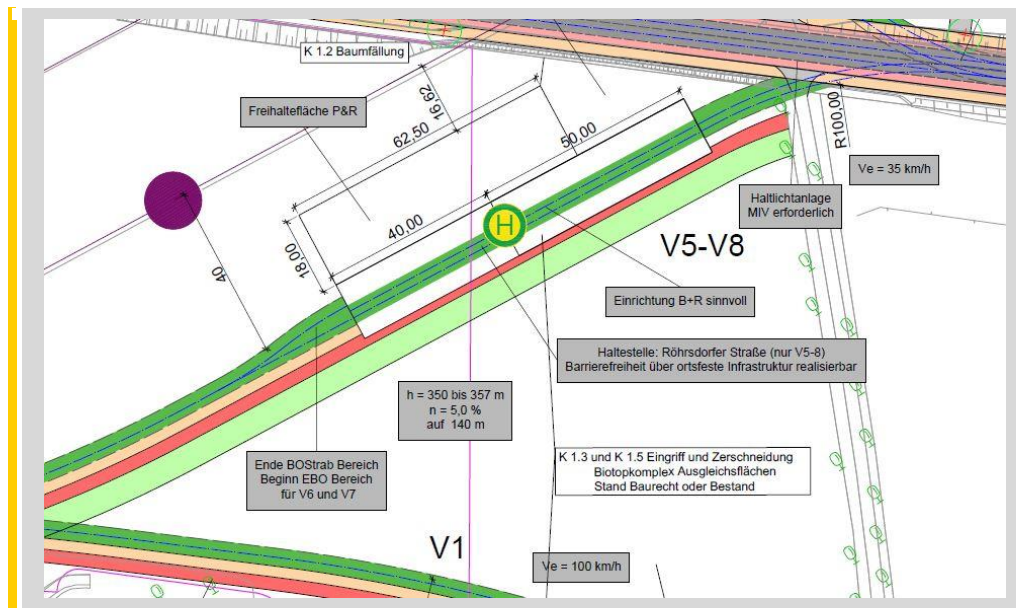 K 1.2 Baumfällung
Freihaltefläche P&R
16,62
62,50
50,00
R100,00
Ve = 35 km/h
Haltlichtanlage
MIV erforderlich
40,00
18,00
40
H
V5-V8
Einrichtung B+R sinnvoll
Haltestelle: Röhrsdorfer Straße (nur V5-8)
Barrierefreiheit über ortsfeste Infrastruktur realisierbar
h = 350 bis 357 m
n = 5,0 %
auf 140 m
K 1.3 und K 1.5 Eingriff und Zerschneidung
Biotopkomplex Ausgleichsflächen
Stand Baurecht oder Bestand
Ende BOStrab Bereich
Beginn EBO Bereich
für V6 und V7
V1
Ve = 100 km/h